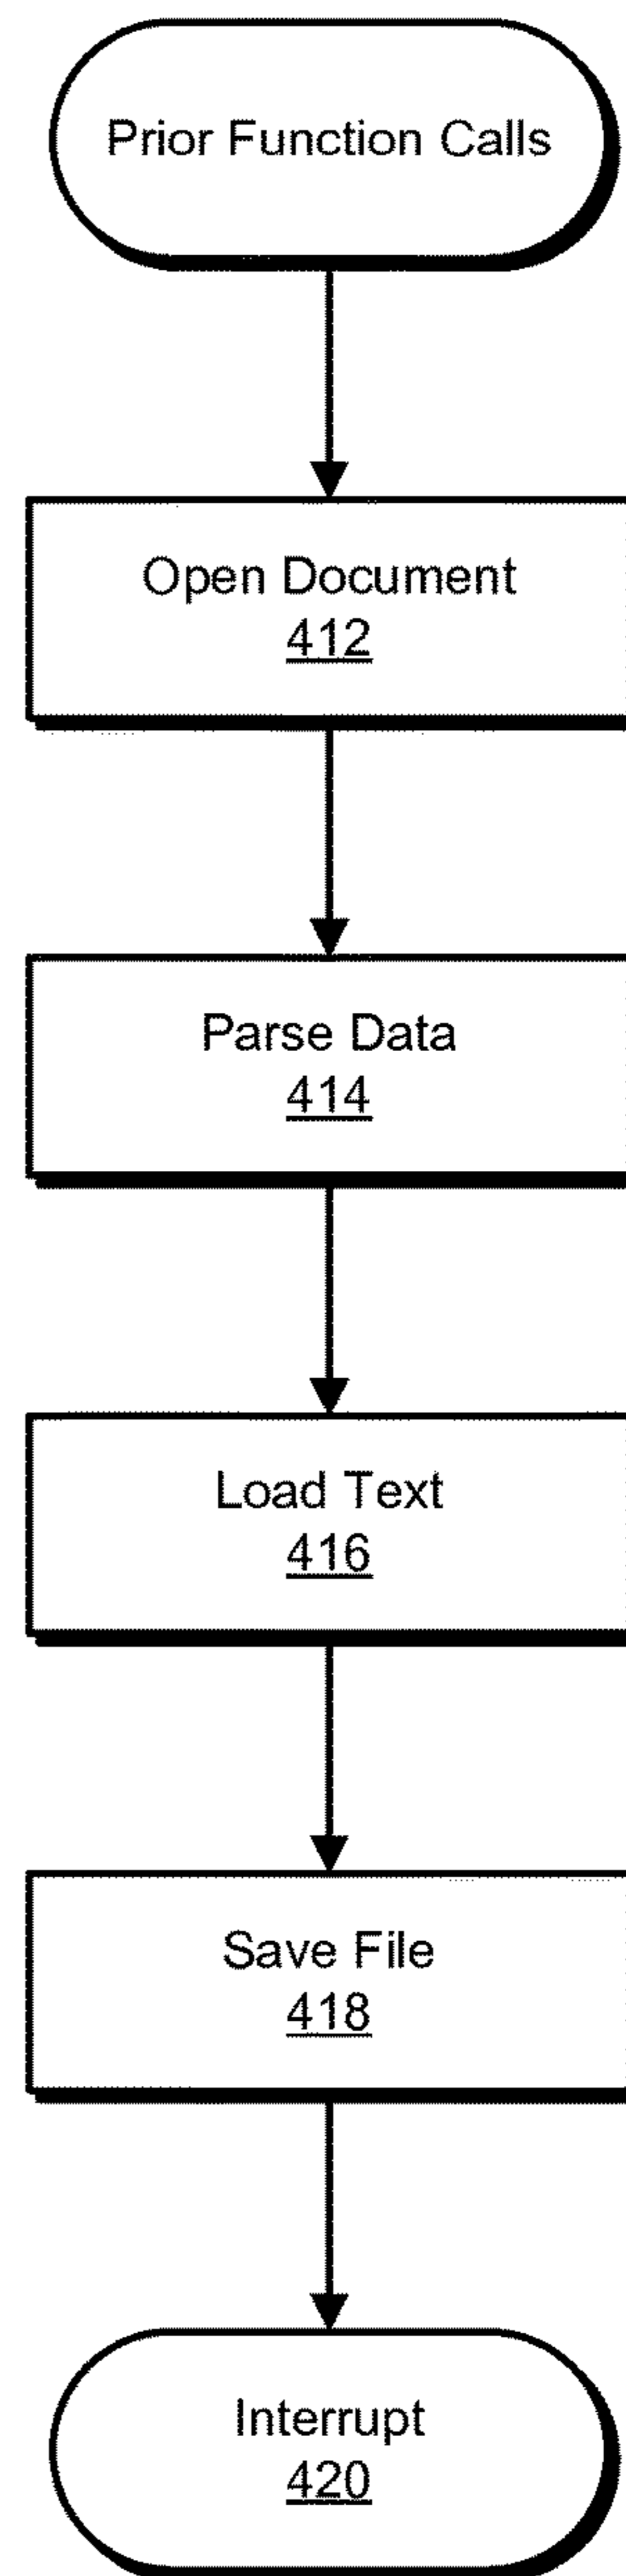 Prior Function Calls
Open Document
412
Parse Data
414
Load Text
416
Save File
418
Interrupt
420